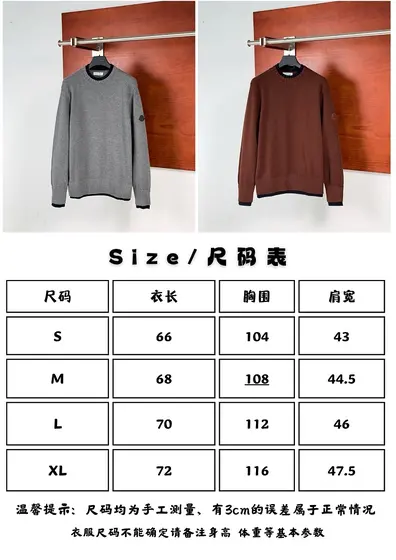 Size/尺码表
尺码 衣长 胸围 肩宽
S 66 104 43
M 68 108 44.5
L 70 112 46
XL 72 116 47.5
温馨提示：尺码均为手工测量、有3cm的误差属于正常情况
衣服尺码不能确定请备注身高 体重等基本参数